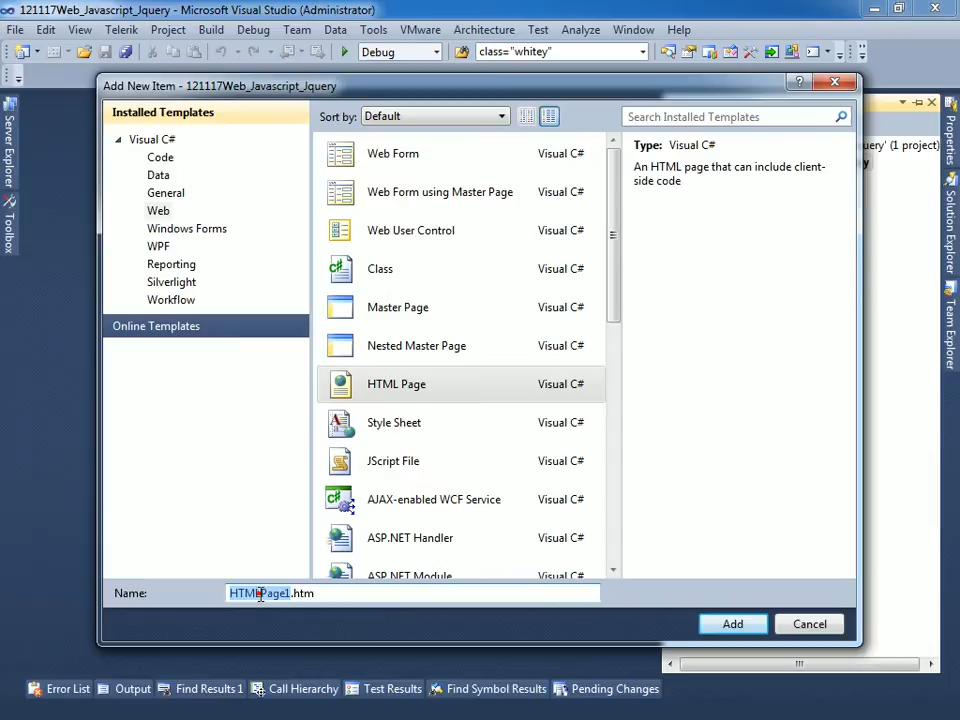 121117Web_Javascript_Jquery - Microsoft Visual Studio (Administrator)
File Edit View Telerik Project Build Debug Team Data Tools VMware Architecture Test Analyze Window Help
Debug class="whitey"
Add New Item - 121117Web_Javascript_Jquery
Installed Templates
Visual C#
Code
Data
General
Web
Windows Forms
WPF
Reporting
Silverlight
Workflow
Online Templates
Sort by: Default
Search Installed Templates
Web Form Visual C#
Web Form using Master Page Visual C#
Web User Control Visual C#
Class Visual C#
Master Page Visual C#
Nested Master Page Visual C#
HTML Page Visual C#
Style Sheet Visual C#
JScript File Visual C#
AJAX-enabled WCF Service Visual C#
ASP.NET Handler Visual C#
ASP.NET Module Visual C#
Type: Visual C#
An HTML page that can include client-
side code
Name: HTMLPage1.htm
Add Cancel
Server Explorer
Toolbox
uery' (1 project)
Properties
Solution Explorer
Team Explorer
Error List Output Find Results 1 Call Hierarchy Test Results Find Symbol Results Pending Changes